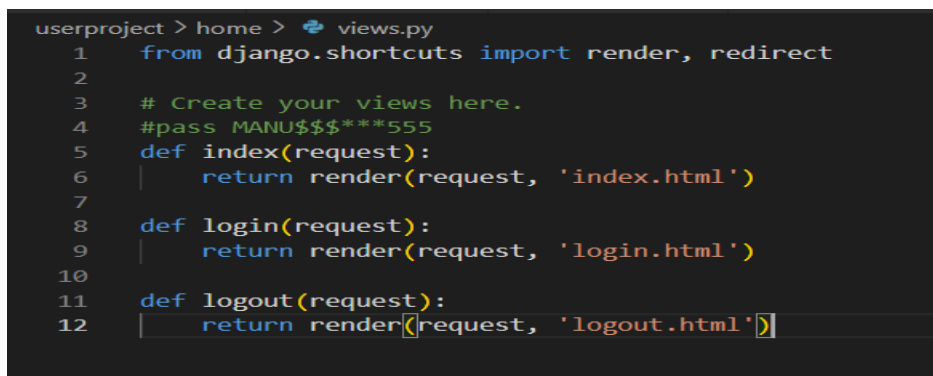 userproject > home > views.py
1 from django.shortcuts import render, redirect
2
3 # Create your views here.
4 #pass MANU$$$***555
5 def index(request):
6     return render(request, 'index.html')
7
8 def login(request):
9     return render(request, 'login.html')
10
11 def logout(request):
12     return render(request, 'logout.html')